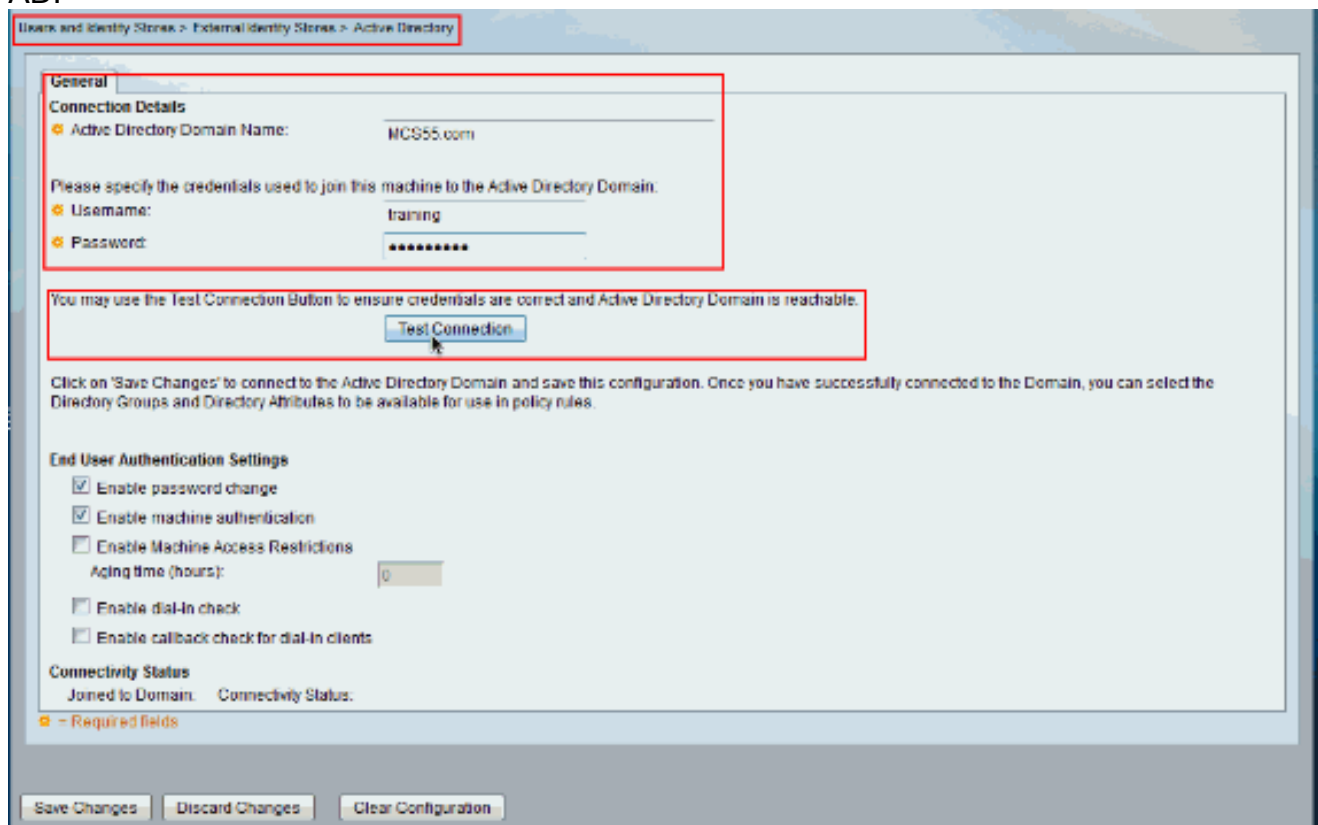 Users and Identity Stores > External Identity Stores > Active Directory
General
Connection Details
Active Directory Domain Name: MCS55.com
Please specify the credentials used to join this machine to the Active Directory Domain:
Username: training
Password: •••••••••
You may use the Test Connection Button to ensure credentials are correct and Active Directory Domain is reachable.
Test Connection
Click on 'Save Changes' to connect to the Active Directory Domain and save this configuration. Once you have successfully connected to the Domain, you can select the
Directory Groups and Directory Attributes to be available for use in policy rules.
End User Authentication Settings
Enable password change
Enable machine authentication
Enable Machine Access Restrictions
Aging time (hours): 0
Enable dial-in check
Enable callback check for dial-in clients
Connectivity Status
Joined to Domain: Connectivity Status:
= Required fields
Save Changes Discard Changes Clear Configuration